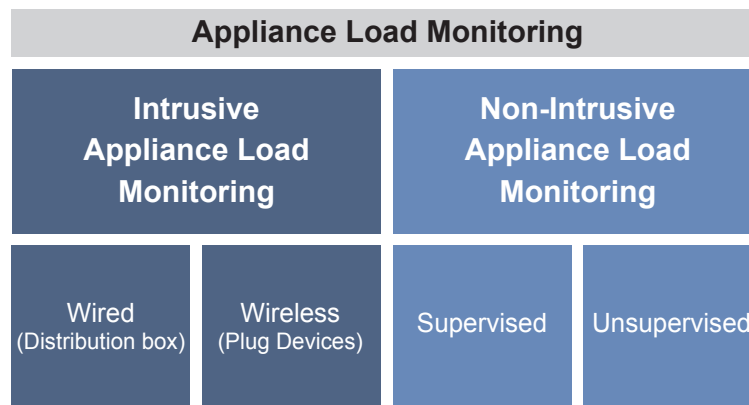 Appliance Load Monitoring
Intrusive
Appliance Load
Monitoring
Non-Intrusive
Appliance Load
Monitoring
Wired
(Distribution box)
Wireless
(Plug Devices)
Supervised
Unsupervised